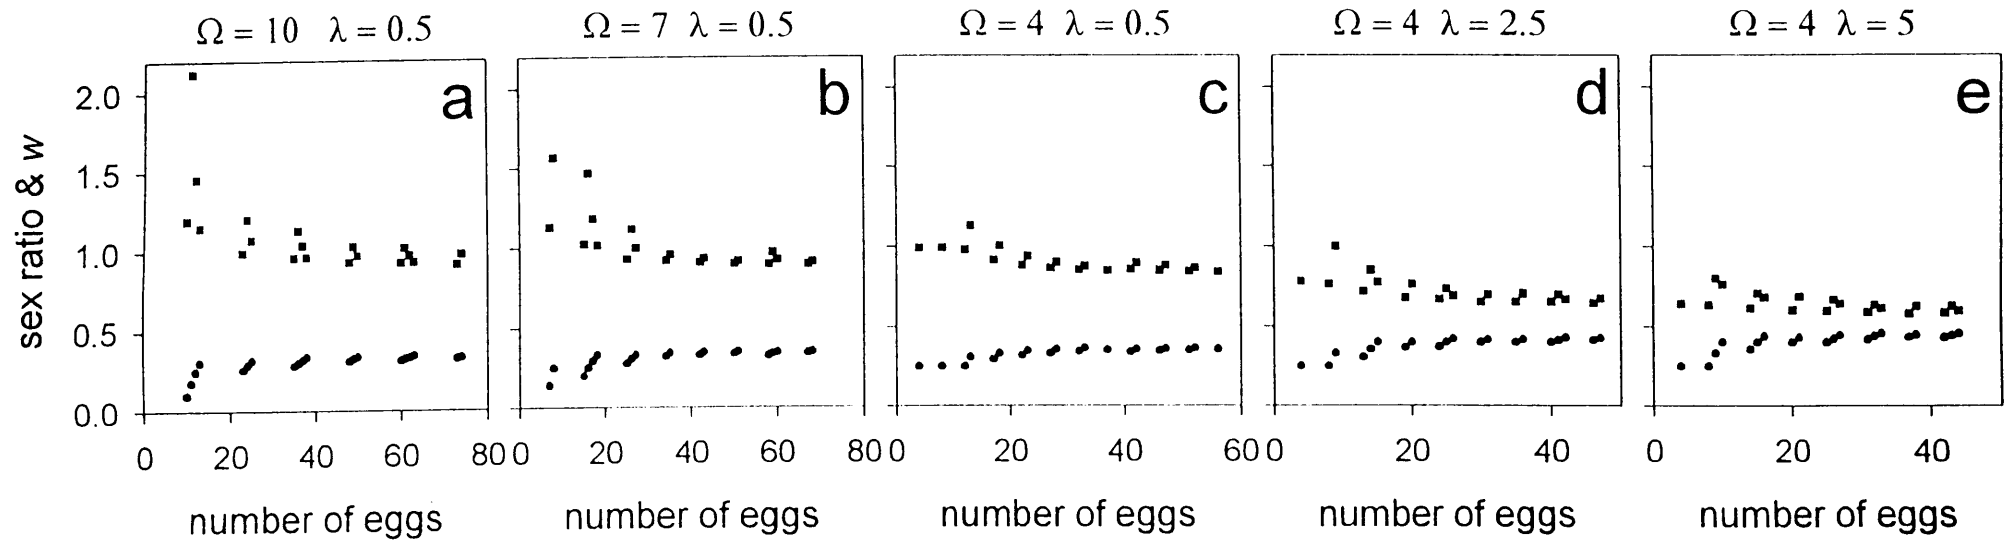 Ω = 10 λ = 0.5 Ω = 7 λ = 0.5 Ω = 4 λ = 0.5 Ω = 4 λ = 2.5 Ω = 4 λ = 5
a b c d e
sex ratio & w
2.0
1.5
1.0
0.5
0.0
0 20 40 60 80 0 20 40 60 80 0 20 40 60 0 20 40 0 20 40
number of eggs number of eggs number of eggs number of eggs number of eggs